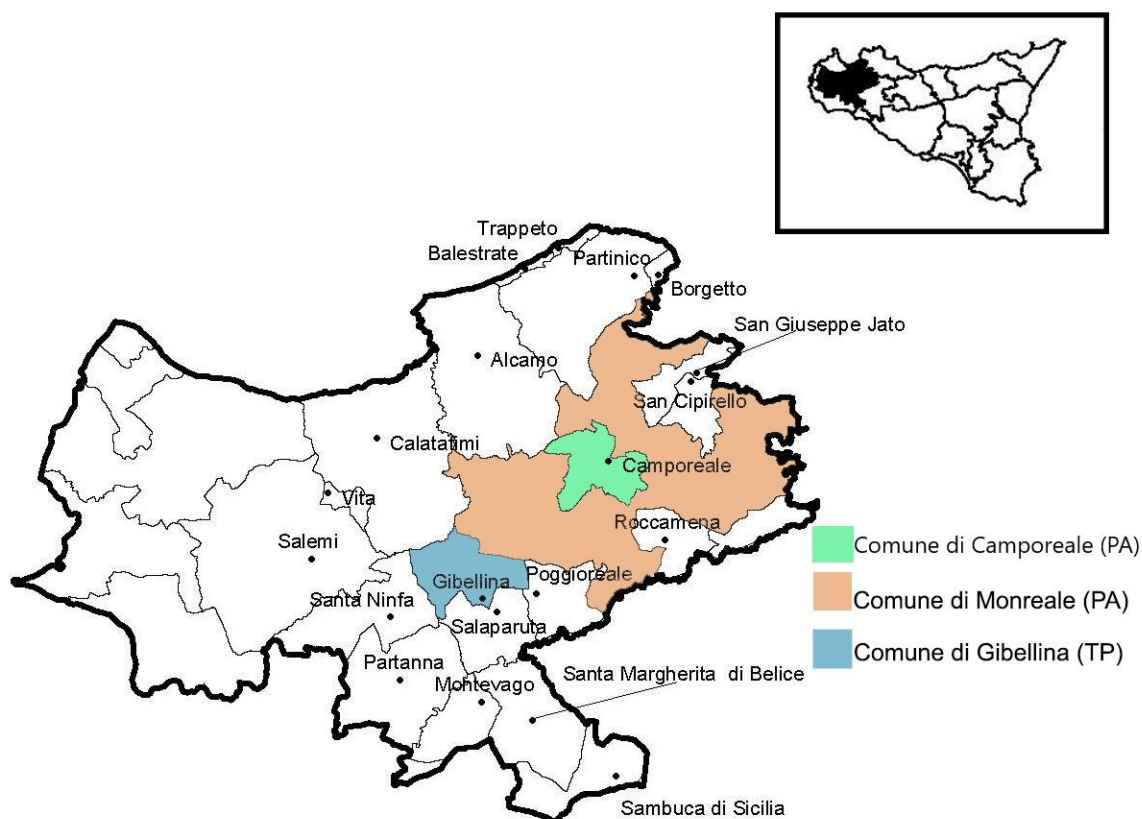 Trappeto
Balestrate
Partinico
Borgetto
San Giuseppe Jato
Alcamo
San Cipirello
Calatafimi
Camporeale
Vita
Roccamena
Salemi
Comune di Camporeale (PA)
Gibellina
Poggioreale
Santa Ninfa
Comune di Monreale (PA)
Salaparuta
Comune di Gibellina (TP)
Partanna
Montevago
Santa Margherita di Belice
Sambuca di Sicilia